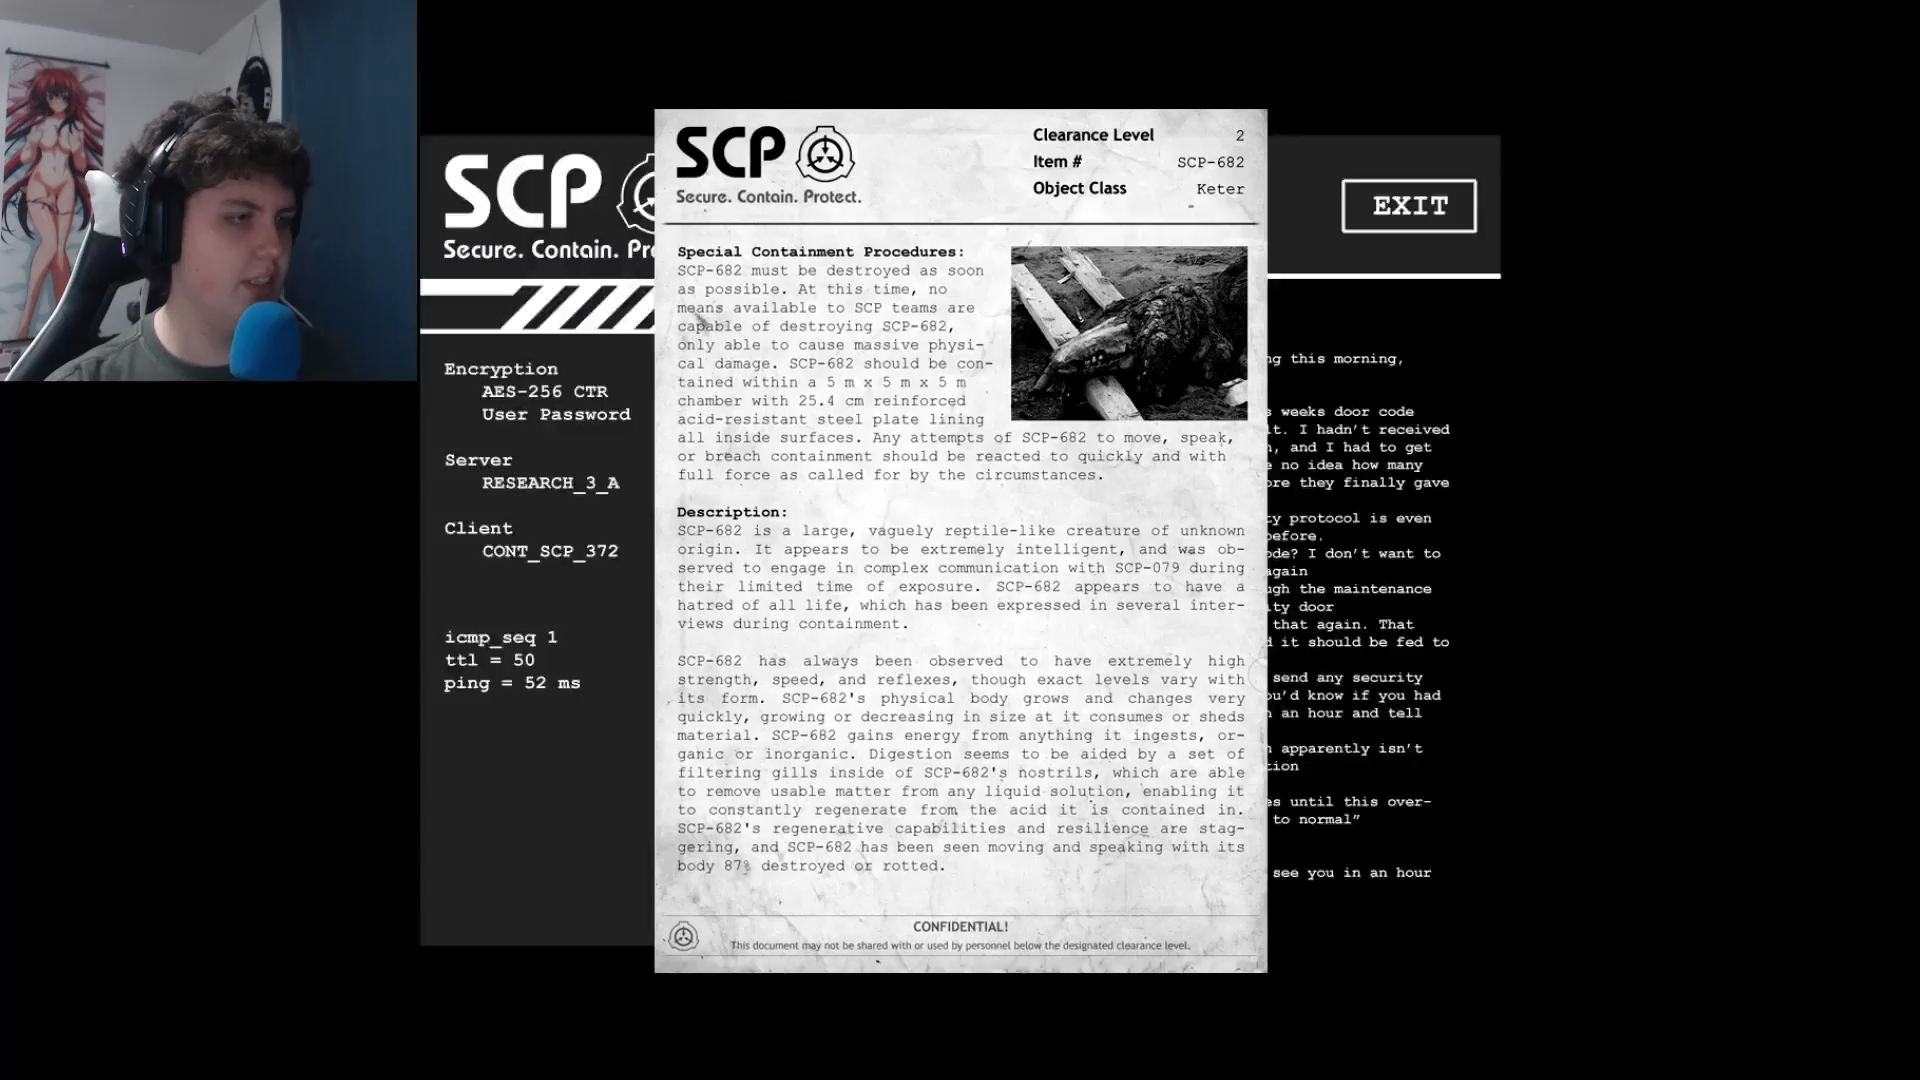 SCP
Secure. Contain. Pr
Encryption
AES-256 CTR
User Password
Server
RESEARCH_3_A
Client
CONT_SCP_372
icmp_seq 1
ttl = 50
ping = 52 ms
SCP
Secure. Contain. Protect.
Clearance Level 2
Item # SCP-682
Object Class Keter
Special Containment Procedures:
SCP-682 must be destroyed as soon
as possible. At this time, no
means available to SCP teams are
capable of destroying SCP-682,
only able to cause massive physi-
cal damage. SCP-682 should be con-
tained within a 5 m x 5 m x 5 m
chamber with 25.4 cm reinforced
acid-resistant steel plate lining
all inside surfaces. Any attempts of SCP-682 to move, speak,
or breach containment should be reacted to quickly and with
full force as called for by the circumstances.
Description:
SCP-682 is a large, vaguely reptile-like creature of unknown
origin. It appears to be extremely intelligent, and was ob-
served to engage in complex communication with SCP-079 during
their limited time of exposure. SCP-682 appears to have a
hatred of all life, which has been expressed in several inter-
views during containment.
SCP-682 has always been observed to have extremely high
strength, speed, and reflexes, though exact levels vary with
its form. SCP-682's physical body grows and changes very
quickly, growing or decreasing in size at it consumes or sheds
material. SCP-682 gains energy from anything it ingests, or-
ganic or inorganic. Digestion seems to be aided by a set of
filtering gills inside of SCP-682's nostrils, which are able
to remove usable matter from any liquid solution, enabling it
to constantly regenerate from the acid it is contained in.
SCP-682's regenerative capabilities and resilience are stag-
gering, and SCP-682 has been seen moving and speaking with its
body 87% destroyed or rotted.
CONFIDENTIAL!
This document may not be shared with or used by personnel below the designated clearance level.
EXIT
ng this morning,
s weeks door code
it. I hadn't received
, and I had to get
no idea how many
ore they finally gave
ty protocol is even
before.
ode? I don't want to
again
ugh the maintenance
ity door
that again. That
d it should be fed to
send any security
ou'd know if you had
an hour and tell
apparently isn't
tion
es until this over-
to normal"
see you in an hour